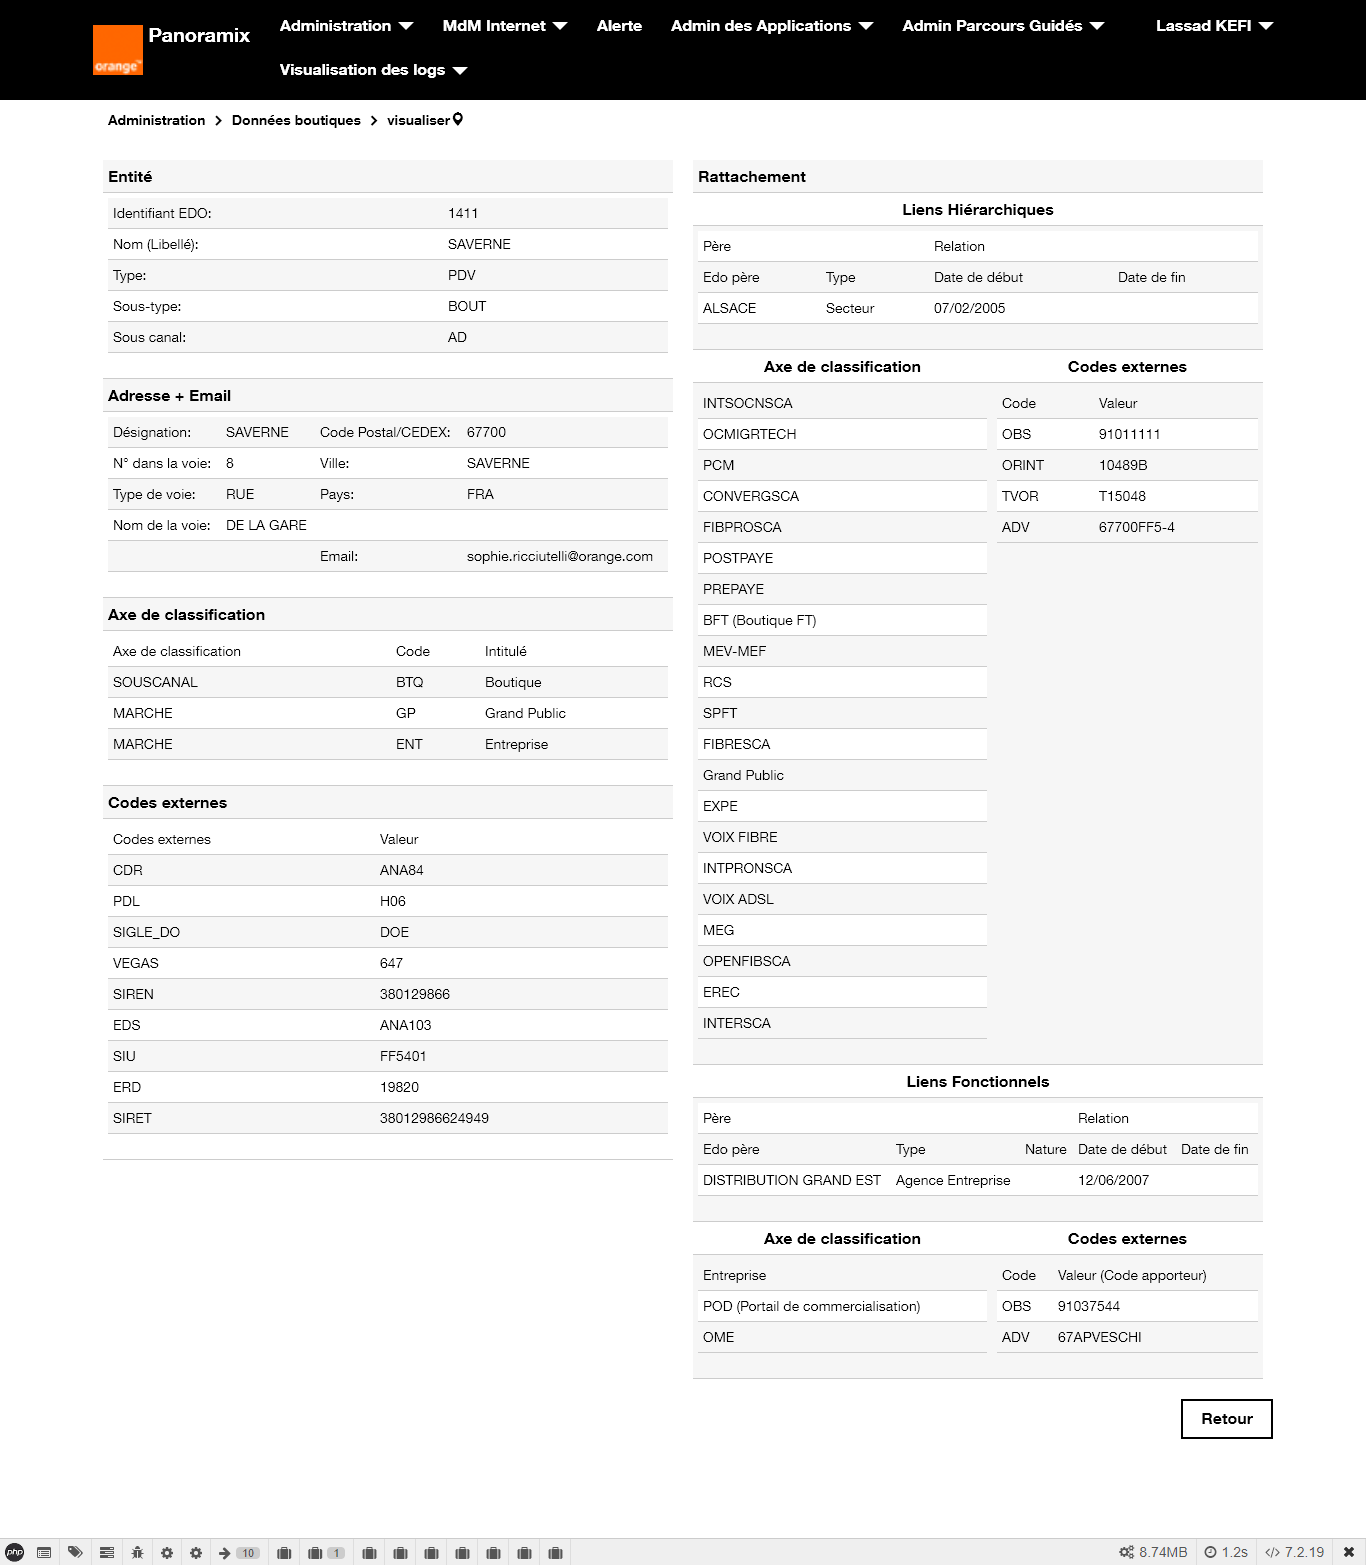 Panoramix
orange™
Administration MdM Internet Alerte Admin des Applications Admin Parcours Guidés Lassad KEFI
Visualisation des logs
Administration > Données boutiques > visualiser
Entité
Identifiant EDO: 1411
Nom (Libellé): SAVERNE
Type: PDV
Sous-type: BOUT
Sous canal: AD
Adresse + Email
Désignation: SAVERNE Code Postal/CEDEX: 67700
N° dans la voie: 8 Ville: SAVERNE
Type de voie: RUE Pays: FRA
Nom de la voie: DE LA GARE
Email: sophie.ricciutelli@orange.com
Axe de classification
Axe de classification Code Intitulé
SOUSCANAL BTQ Boutique
MARCHE GP Grand Public
MARCHE ENT Entreprise
Codes externes
Codes externes Valeur
CDR ANA84
PDL H06
SIGLE_DO DOE
VEGAS 647
SIREN 380129866
EDS ANA103
SIU FF5401
ERD 19820
SIRET 38012986624949
Rattachement
Liens Hiérarchiques
Père Relation
Edo père Type Date de début Date de fin
ALSACE Secteur 07/02/2005
Axe de classification
INTSOCNSCA
OCMIGRTECH
PCM
CONVERGSCA
FIBPROSCA
POSTPAYE
PREPAYE
BFT (Boutique FT)
MEV-MEF
RCS
SPFT
FIBRESCA
Grand Public
EXPE
VOIX FIBRE
INTPRONSCA
VOIX ADSL
MEG
OPENFIBSCA
EREC
INTERSCA
Codes externes
Code Valeur
OBS 91011111
ORINT 10489B
TVOR T15048
ADV 67700FF5-4
Liens Fonctionnels
Père Relation
Edo père Type Nature Date de début Date de fin
DISTRIBUTION GRAND EST Agence Entreprise 12/06/2007
Axe de classification
Entreprise
POD (Portail de commercialisation)
OME
Codes externes
Code Valeur (Code apporteur)
OBS 91037544
ADV 67APVESCHI
Retour
php 10 1 8.74MB 1.2s 7.2.19